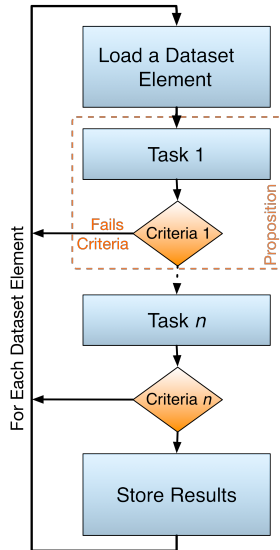 Load a Dataset
Element
Task 1
Fails
Criteria
Criteria 1
Proposition
Task n
Criteria n
Store Results
For Each Dataset Element